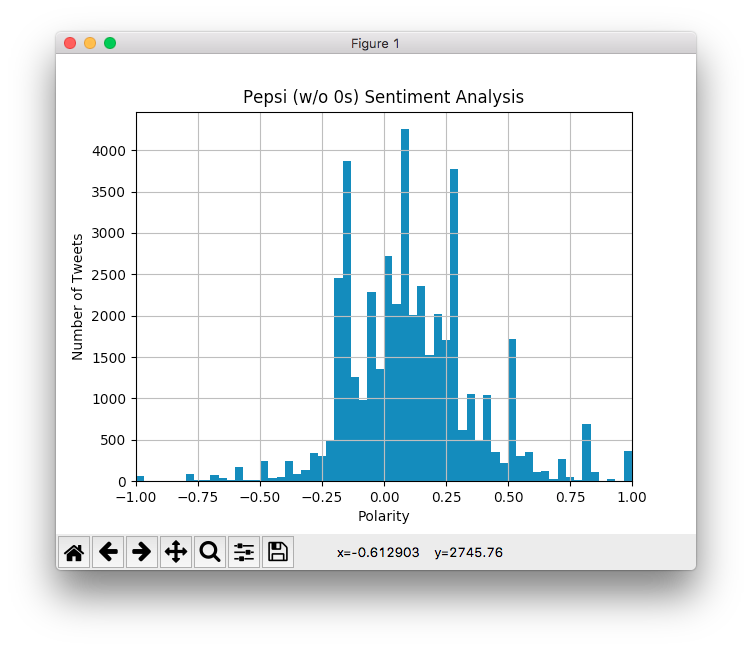 Figure 1
Pepsi (w/o 0s) Sentiment Analysis
Number of Tweets
4000
3500
3000
2500
2000
1500
1000
500
0
−1.00 −0.75 −0.50 −0.25 0.00 0.25 0.50 0.75 1.00
Polarity
x=-0.612903 y=2745.76